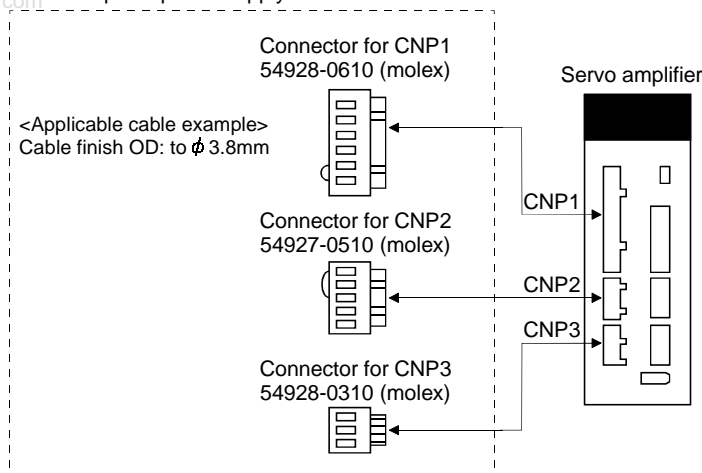 com
Connector for CNP1
54928-0610 (molex)
Servo amplifier
<Applicable cable example>
Cable finish OD: to ϕ 3.8mm
CNP1
Connector for CNP2
54927-0510 (molex)
CNP2
CNP3
Connector for CNP3
54928-0310 (molex)